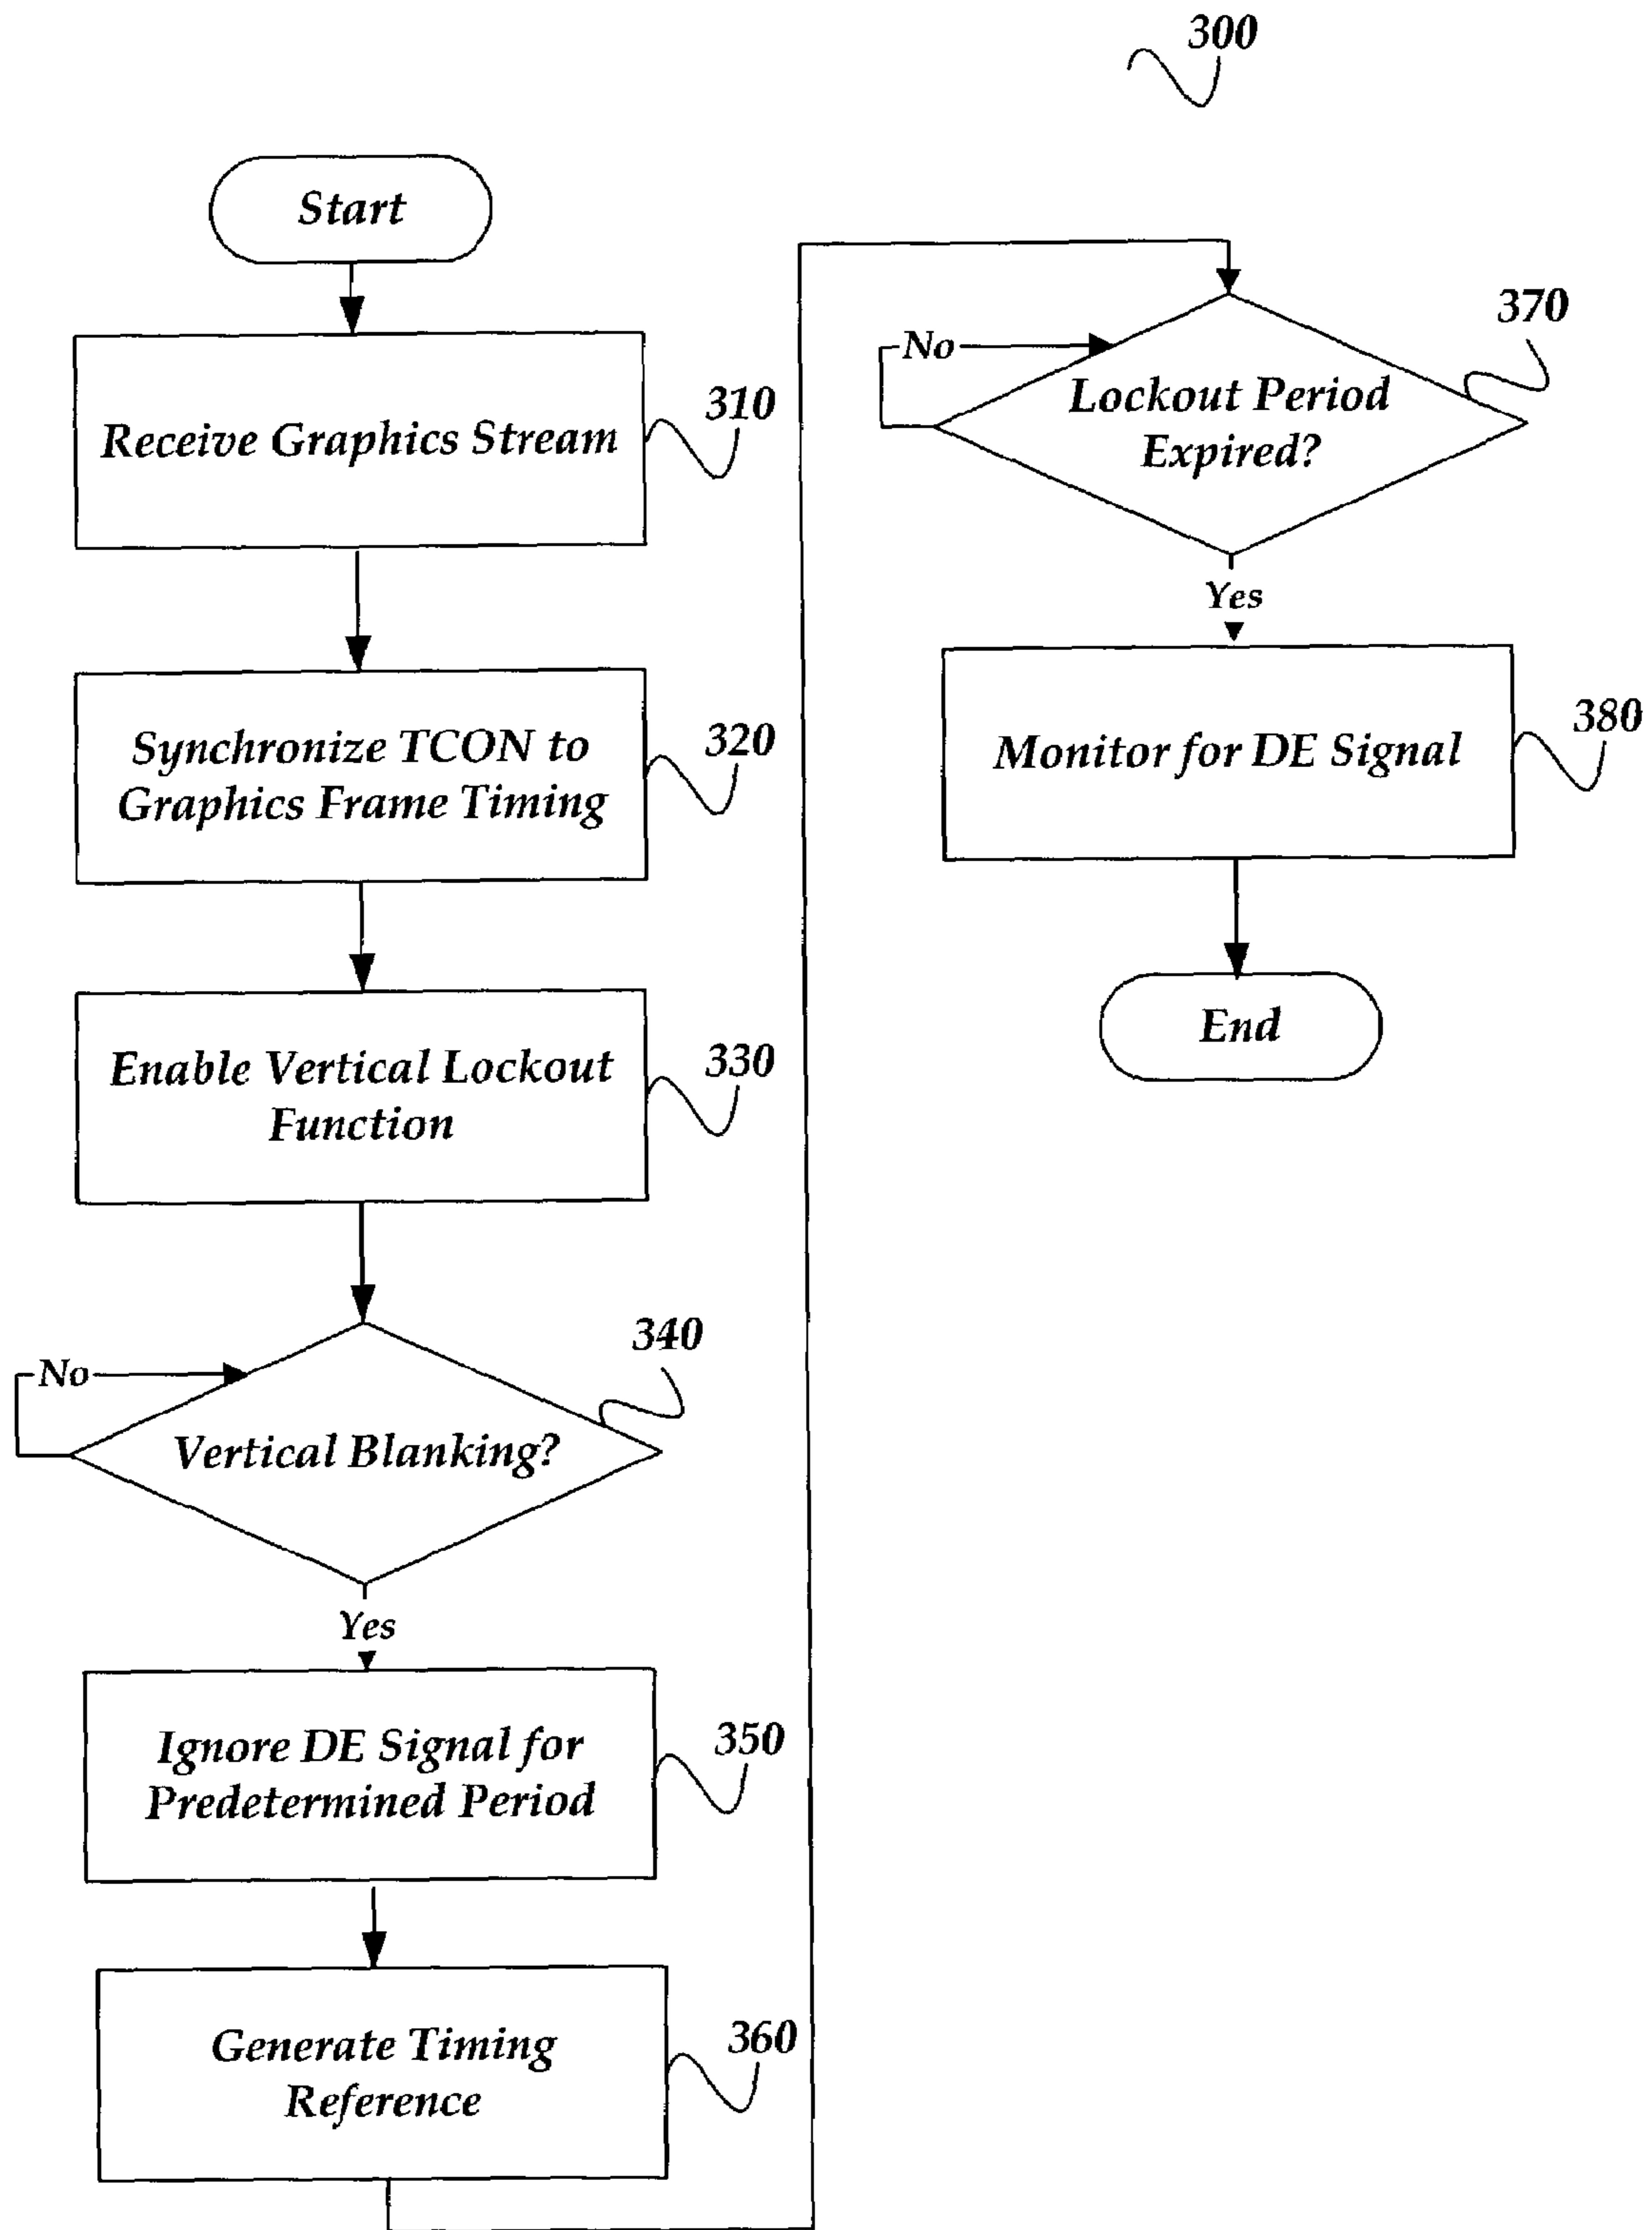 300
Start
Receive Graphics Stream
310
Synchronize TCON to
Graphics Frame Timing
320
Enable Vertical Lockout
Function
330
340
No
Vertical Blanking?
Yes
Ignore DE Signal for
Predetermined Period
350
Generate Timing
Reference
360
370
No
Lockout Period
Expired?
Yes
Monitor for DE Signal
380
End